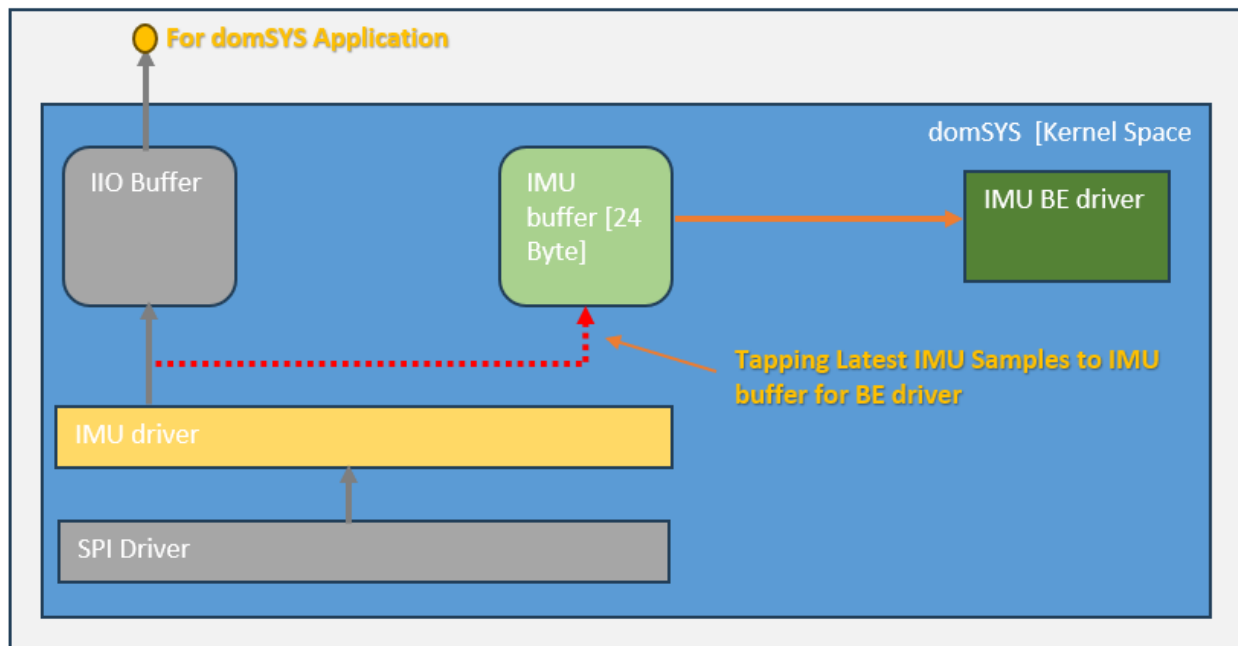 For domSYS Application
domSYS [Kernel Space
IIO Buffer
IMU
buffer [24
Byte]
IMU BE driver
Tapping Latest IMU Samples to IMU
buffer for BE driver
IMU driver
SPI Driver